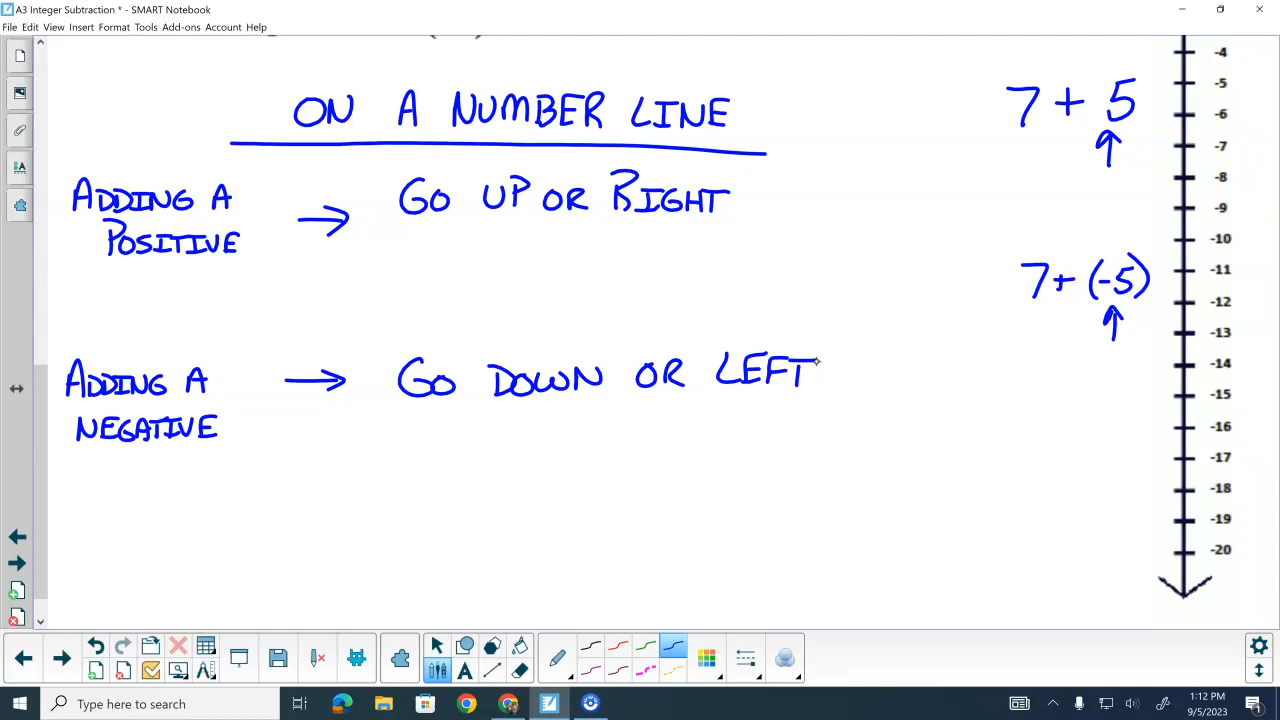 A3 Integer Subtraction * - SMART Notebook
File Edit View Insert Format Tools Add-ons Account Help
ON A NUMBER LINE
ADDING A
POSITIVE
→ GO UP OR RIGHT
ADDING A
NEGATIVE
→ GO DOWN OR LEFT
7 + 5
↑
7 + (-5)
↑
-4
-5
-6
-7
-8
-9
-10
-11
-12
-13
-14
-15
-16
-17
-18
-19
-20
Type here to search
1:12 PM
9/5/2023
1